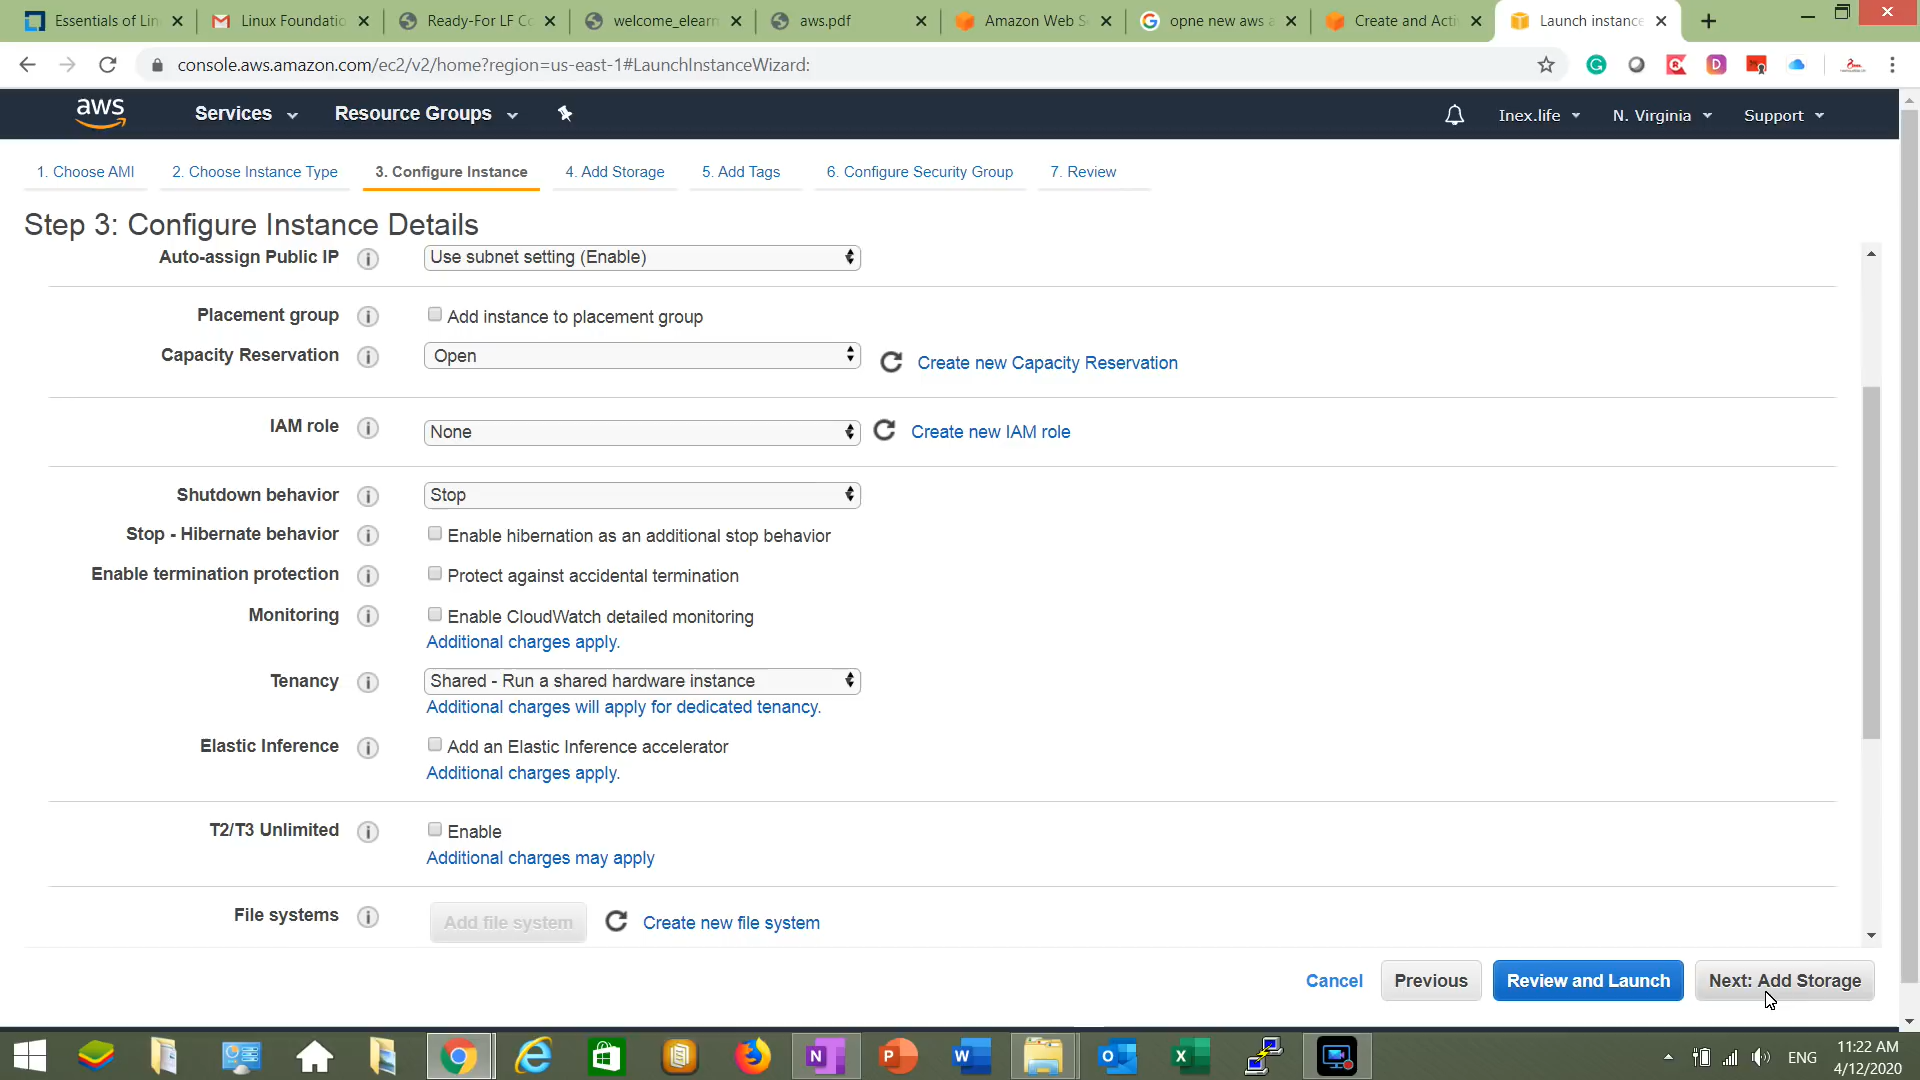 Essentials of Lin
Linux Foundatio
Ready-For LF Co
welcome_elearn
aws.pdf
Amazon Web S
opne new aws a
Create and Acti
Launch instance
console.aws.amazon.com/ec2/v2/home?region=us-east-1#LaunchInstanceWizard:
aws
Services
Resource Groups
Inex.life
N. Virginia
Support
1. Choose AMI
2. Choose Instance Type
3. Configure Instance
4. Add Storage
5. Add Tags
6. Configure Security Group
7. Review
Step 3: Configure Instance Details
Auto-assign Public IP
Use subnet setting (Enable)
Placement group
Add instance to placement group
Capacity Reservation
Open
Create new Capacity Reservation
IAM role
None
Create new IAM role
Shutdown behavior
Stop
Stop - Hibernate behavior
Enable hibernation as an additional stop behavior
Enable termination protection
Protect against accidental termination
Monitoring
Enable CloudWatch detailed monitoring
Additional charges apply.
Tenancy
Shared - Run a shared hardware instance
Additional charges will apply for dedicated tenancy.
Elastic Inference
Add an Elastic Inference accelerator
Additional charges apply.
T2/T3 Unlimited
Enable
Additional charges may apply
File systems
Add file system
Create new file system
Cancel
Previous
Review and Launch
Next: Add Storage
ENG
11:22 AM
4/12/2020